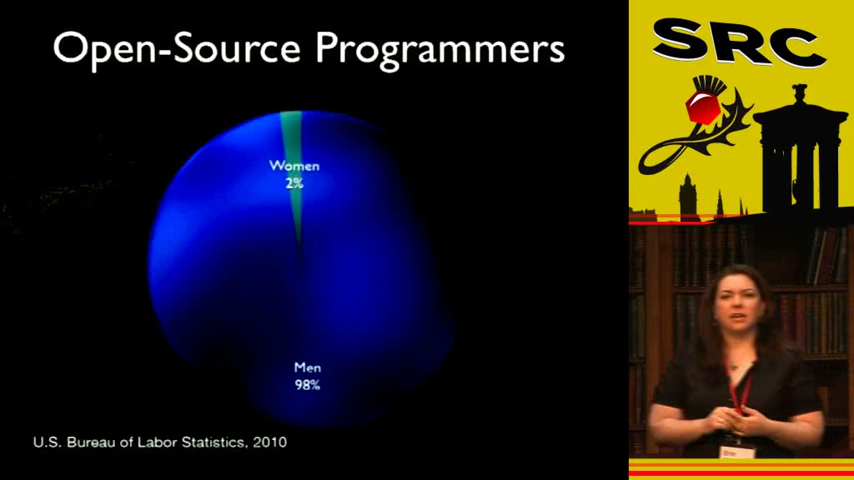 Open-Source Programmers
Women
2%
Men
98%
U.S. Bureau of Labor Statistics, 2010
SRC